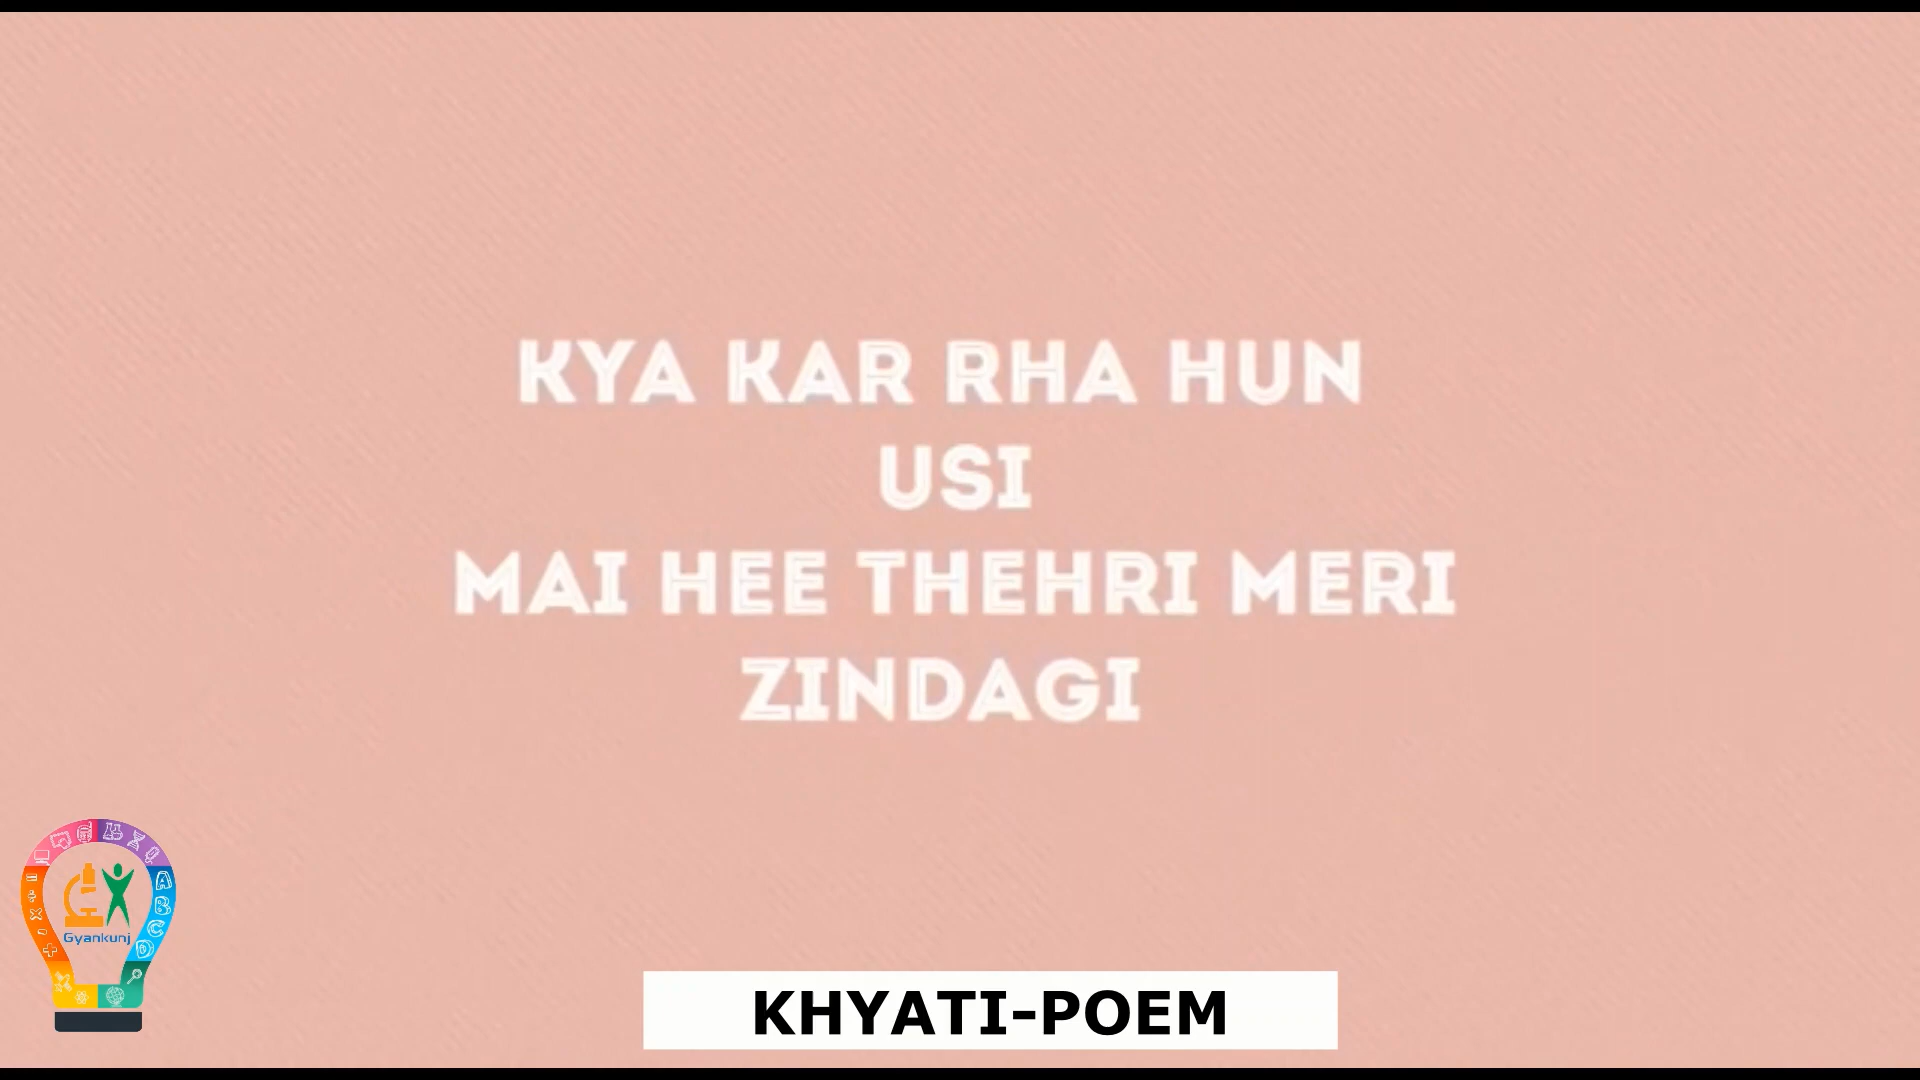 KYA KAR RHA HUN
USI
MAI HEE THEHRI MERI
ZINDAGI
A
B
C
D
Gyankunj
KHYATI-POEM